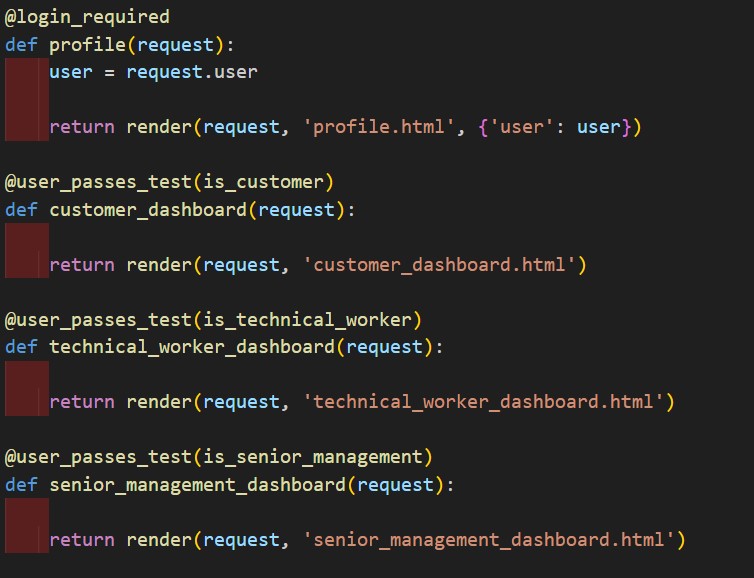 @login_required
def profile(request):
    user = request.user
    return render(request, 'profile.html', {'user': user})
@user_passes_test(is_customer)
def customer_dashboard(request):
    return render(request, 'customer_dashboard.html')
@user_passes_test(is_technical_worker)
def technical_worker_dashboard(request):
    return render(request, 'technical_worker_dashboard.html')
@user_passes_test(is_senior_management)
def senior_management_dashboard(request):
    return render(request, 'senior_management_dashboard.html')